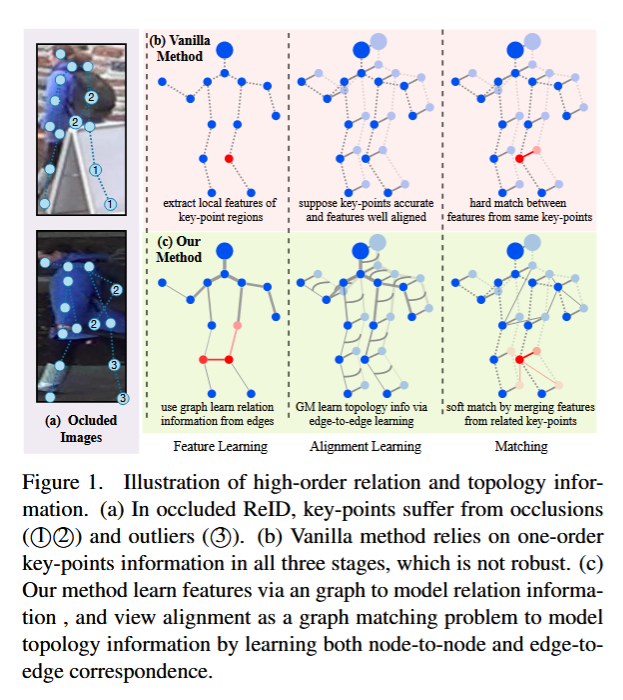 (b) Vanilla
Method
extract local features of
key-point regions
suppose key-points accurate
and features well aligned
hard match between
features from same key-points
2
2
1
1
(c) Our
Method
use graph learn relation
information from edges
GM learn topology info via
edge-to-edge learning
soft match by merging features
from related key-points
2
2
3
3
(a) Ocluded
Images
Feature Learning
Alignment Learning
Matching
Figure 1. Illustration of high-order relation and topology infor-
mation. (a) In occluded ReID, key-points suffer from occlusions
(①②) and outliers (③). (b) Vanilla method relies on one-order
key-points information in all three stages, which is not robust. (c)
Our method learn features via an graph to model relation informa-
tion , and view alignment as a graph matching problem to model
topology information by learning both node-to-node and edge-to-
edge correspondence.